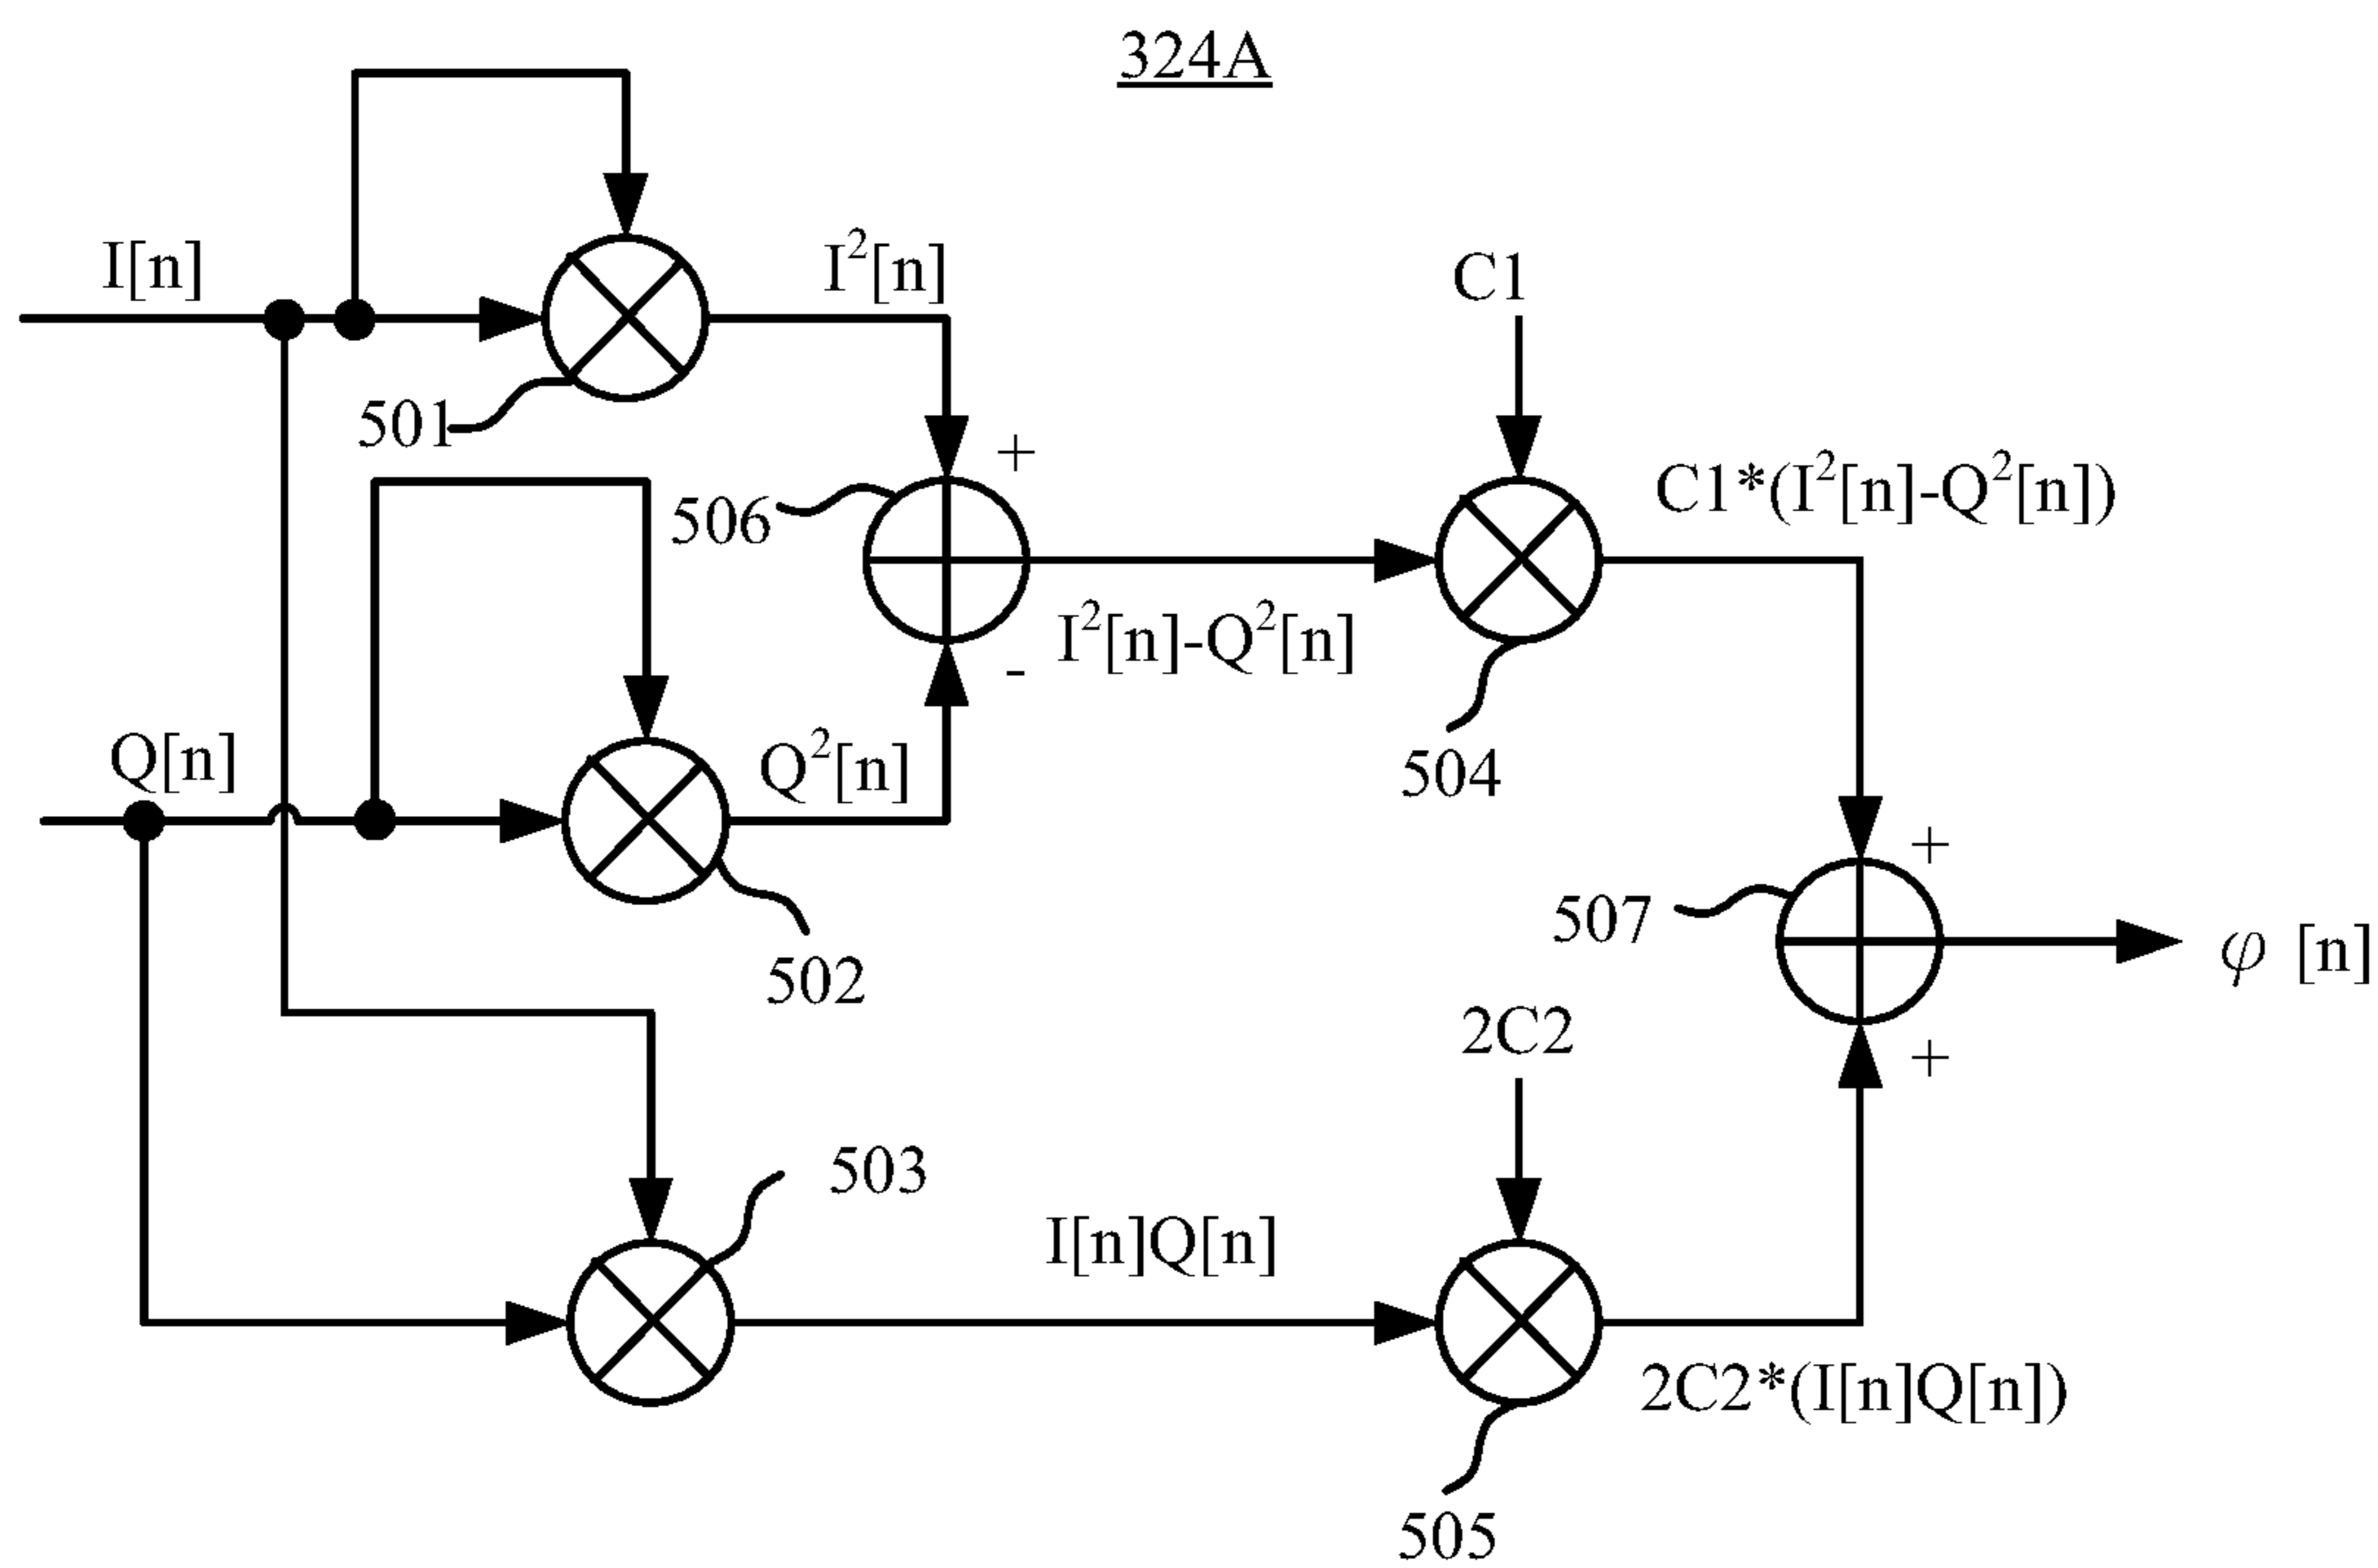 324A
I[n]
I²[n]
C1
501
+
C1*(I²[n]-Q²[n])
506
I²[n]-Q²[n]
-
Q[n]
Q²[n]
504
+
507
φ [n]
502
2C2
+
503
I[n]Q[n]
2C2*(I[n]Q[n])
505